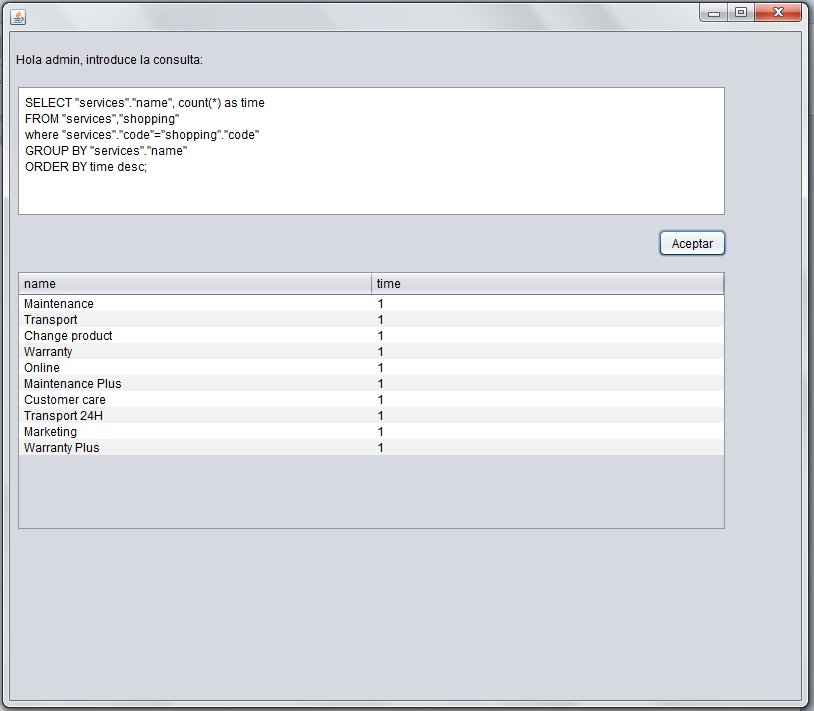 Hola admin, introduce la consulta:
SELECT "services"."name", count(*) as time
FROM "services","shopping"
where "services"."code"="shopping"."code"
GROUP BY "services"."name"
ORDER BY time desc;
Aceptar
name time
Maintenance 1
Transport 1
Change product 1
Warranty 1
Online 1
Maintenance Plus 1
Customer care 1
Transport 24H 1
Marketing 1
Warranty Plus 1